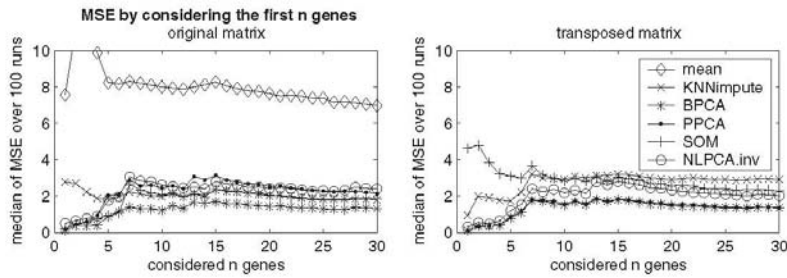 MSE by considering the first n genes
original matrix
median of MSE over 100 runs
10
8
6
4
2
0
0 5 10 15 20 25 30
considered n genes
transposed matrix
median of MSE over 100 runs
10
8
6
4
2
0
0 5 10 15 20 25 30
considered n genes
mean
KNNimpute
BPCA
PPCA
SOM
NLPCA.inv